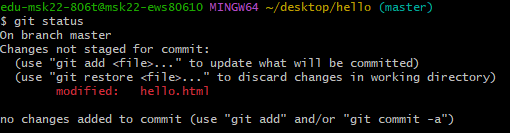 edu-msk22-806t@msk22-ews80610 MINGW64 ~/desktop/hello (master)
$ git status
On branch master
Changes not staged for commit:
  (use "git add <file>..." to update what will be committed)
  (use "git restore <file>..." to discard changes in working directory)
        modified:   hello.html

no changes added to commit (use "git add" and/or "git commit -a")